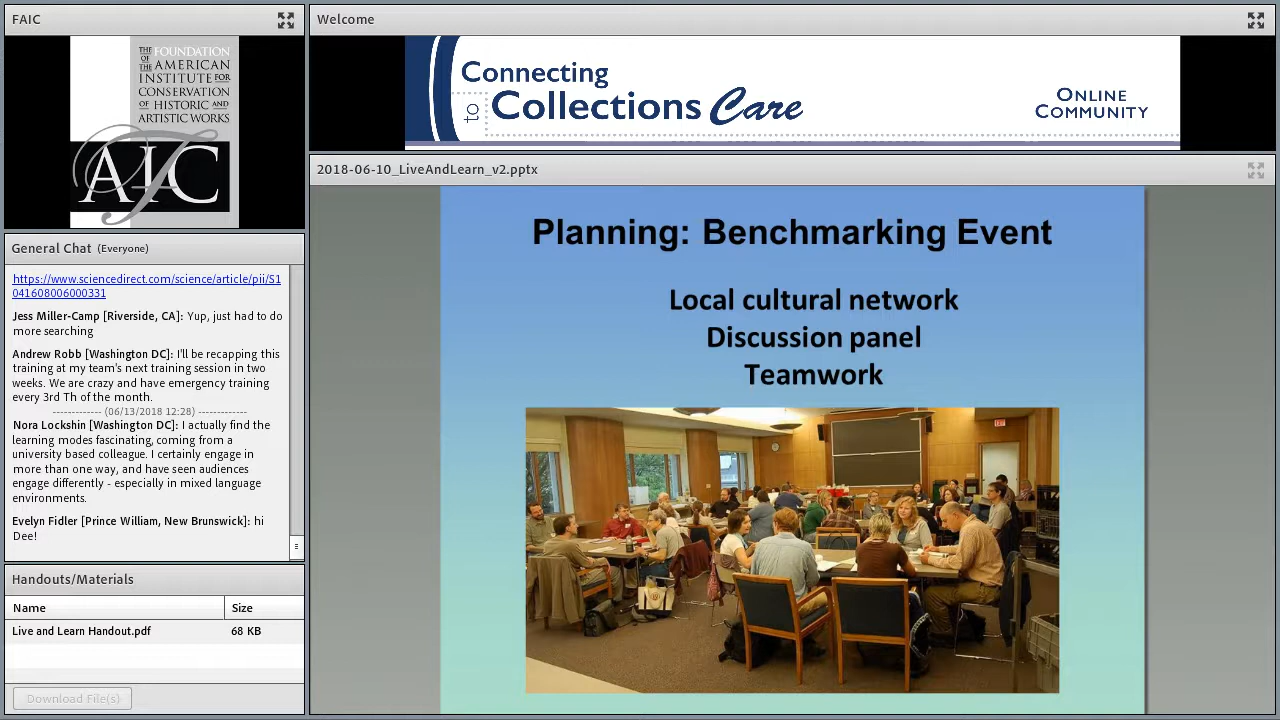 FAIC
THE FOUNDATION
OF THE AMERICAN
INSTITUTE FOR
CONSERVATION
OF HISTORIC AND
ARTISTIC WORKS
AIC
General Chat (Everyone)
https://www.sciencedirect.com/science/article/pii/S1
041608006000331
Jess Miller-Camp [Riverside, CA]: Yup, just had to do
more searching
Andrew Robb [Washington DC]: I'll be recapping this
training at my team's next training session in two
weeks. We are crazy and have emergency training
every 3rd Th of the month.
------------- (06/13/2018 12:28) -------------
Nora Lockshin [Washington DC]: I actually find the
learning modes fascinating, coming from a
university based colleague. I certainly engage in
more than one way, and have seen audiences
engage differently - especially in mixed language
environments.
Evelyn Fidler [Prince William, New Brunswick]: hi
Dee!
Handouts/Materials
Name Size
Live and Learn Handout.pdf 68 KB
Download File(s)
Welcome
Connecting
to Collections Care
ONLINE
COMMUNITY
2018-06-10_LiveAndLearn_v2.pptx
Planning: Benchmarking Event
Local cultural network
Discussion panel
Teamwork